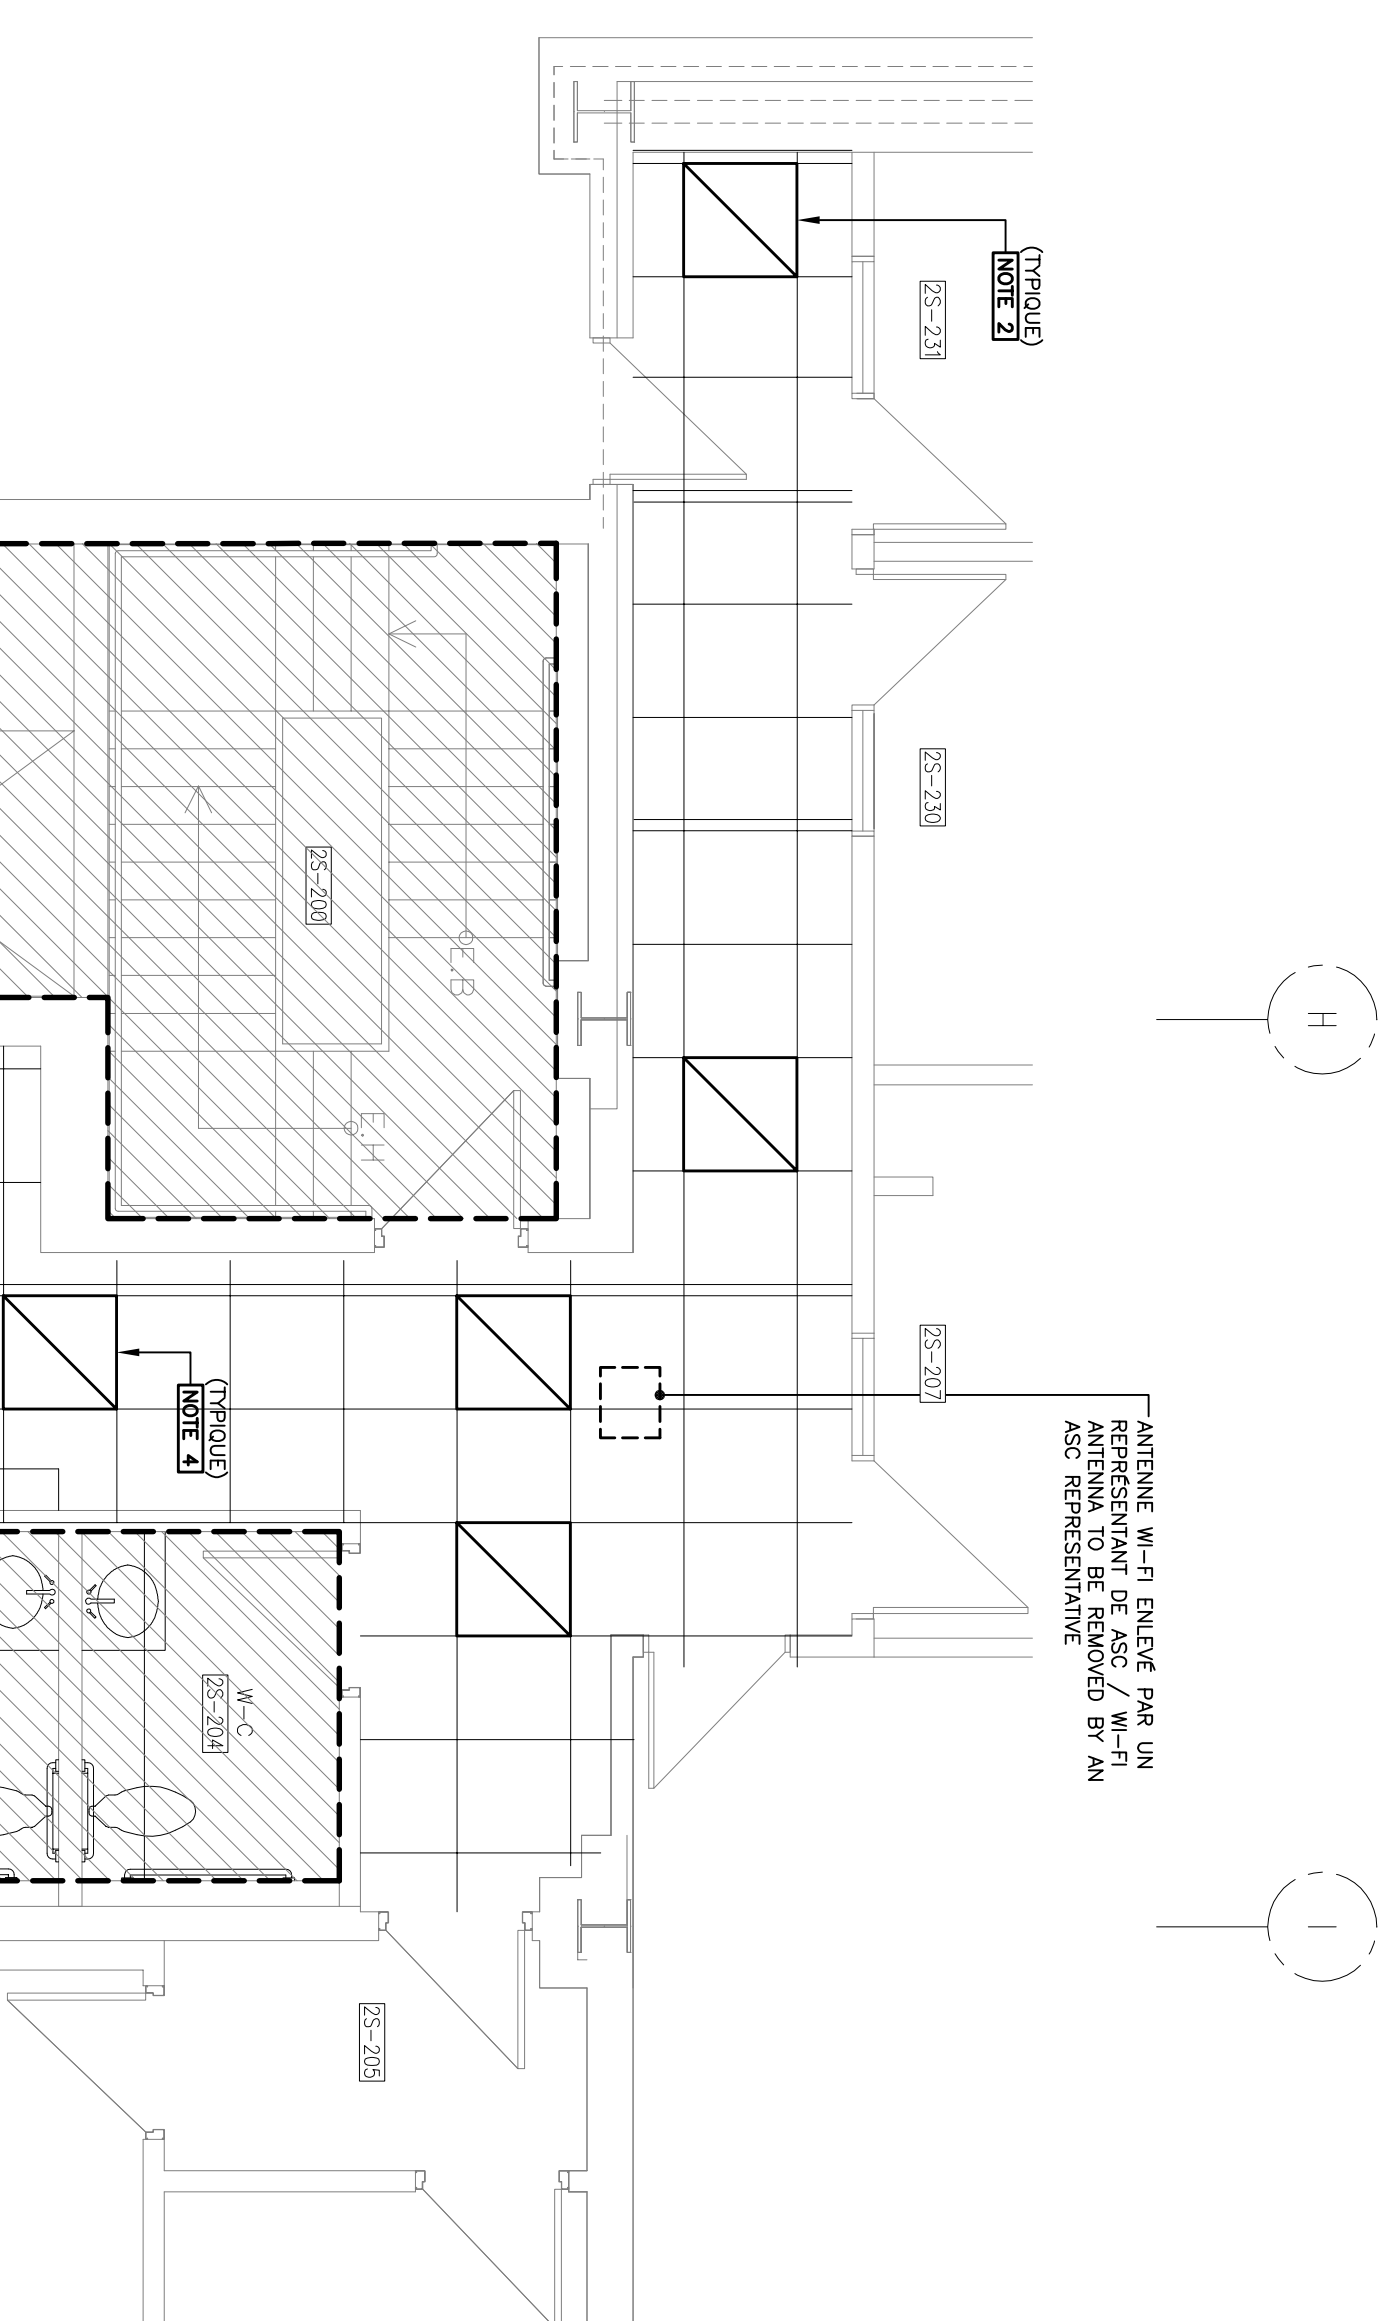 H
I
ANTENNE WI-FI ENLEVÉ PAR UN
REPRÉSENTANT DE ASC / WI-FI
ANTENNA TO BE REMOVED BY AN
ASC REPRESENTATIVE
(TYPIQUE)
NOTE 2
2S-231
2S-230
2S-207
E.B
E.H
2S-200
2S-205
W-C
2S-204
(TYPIQUE)
NOTE 4